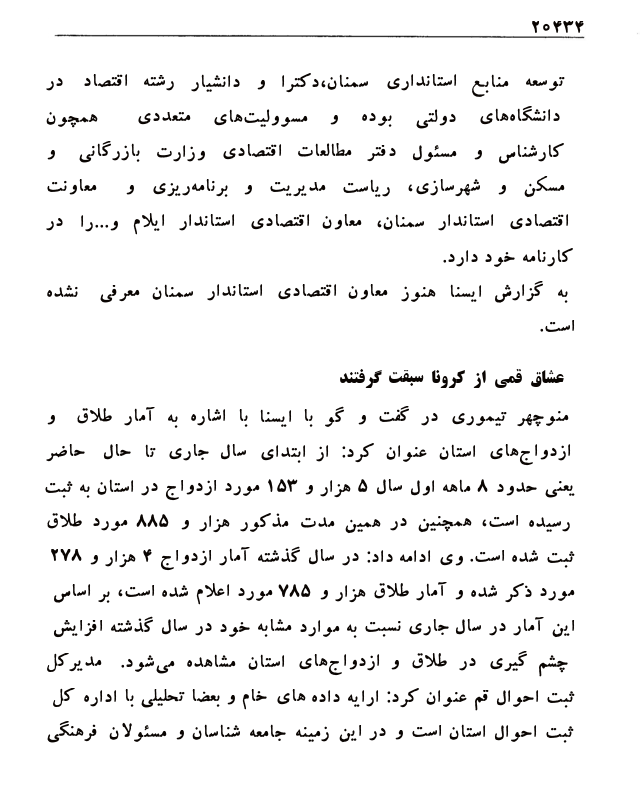 ۲۰۴۳۴
توسعه منابع استانداری سمنان،دکترا و دانشیار رشته اقتصاد در
دانشگاه‌های دولتی بوده و مسوولیت‌های متعددی همچون
کارشناس و مسئول دفتر مطالعات اقتصادی وزارت بازرگانی و
مسکن و شهرسازی، ریاست مدیریت و برنامه‌ریزی و معاونت
اقتصادی استاندار سمنان، معاون اقتصادی استاندار ایلام و...را در
کارنامه خود دارد.
به گزارش ایسنا هنوز معاون اقتصادی استاندار سمنان معرفی نشده
است.
عشاق قمی از کرونا سبقت گرفتند
منوچهر تیموری در گفت و گو با ایسنا با اشاره به آمار طلاق و
ازدواج‌های استان عنوان کرد: از ابتدای سال جاری تا حال حاضر
یعنی حدود ۸ ماهه اول سال ۵ هزار و ۱۵۳ مورد ازدواج در استان به ثبت
رسیده است، همچنین در همین مدت مذکور هزار و ۸۸۵ مورد طلاق
ثبت شده است. وی ادامه داد: در سال گذشته آمار ازدواج ۴ هزار و ۲۷۸
مورد ذکر شده و آمار طلاق هزار و ۷۸۵ مورد اعلام شده است، بر اساس
این آمار در سال جاری نسبت به موارد مشابه خود در سال گذشته افزایش
چشم گیری در طلاق و ازدواج‌های استان مشاهده می‌شود. مدیرکل
ثبت احوال قم عنوان کرد: ارایه داده های خام و بعضا تحلیلی با اداره کل
ثبت احوال استان است و در این زمینه جامعه شناسان و مسئولان فرهنگی